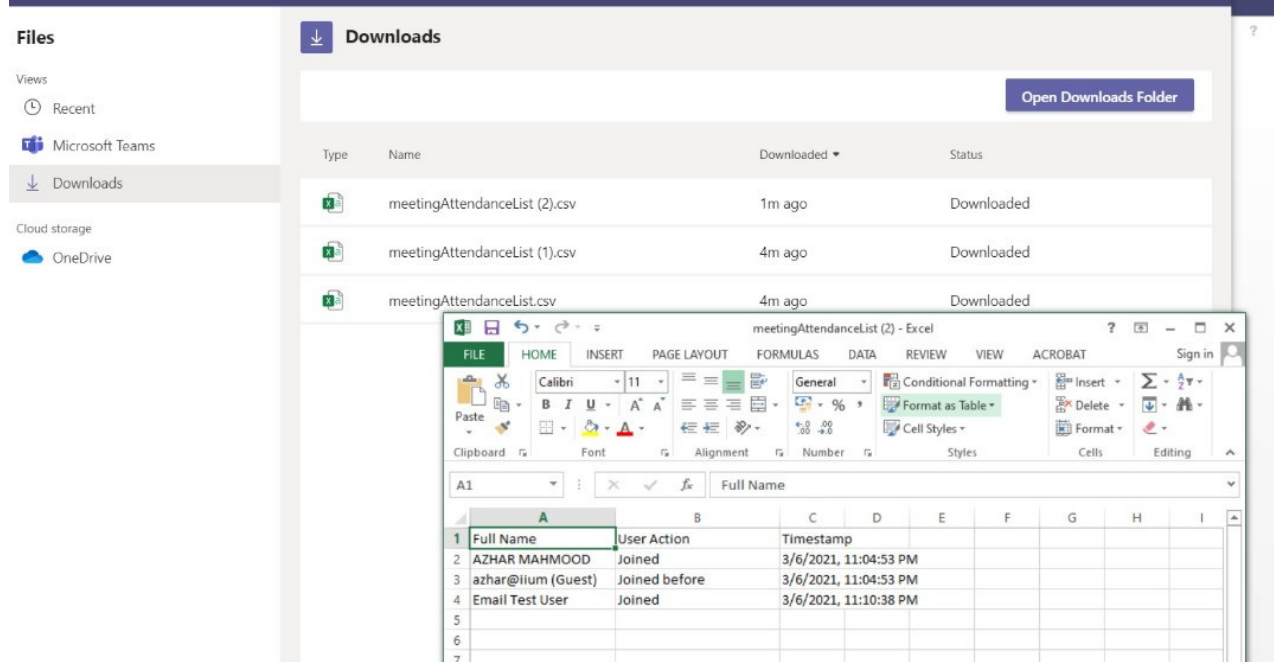 Files
Views
Recent
Microsoft Teams
Downloads
Cloud storage
OneDrive
?
Downloads
Open Downloads Folder
Type Name Downloaded Status
meetingAttendanceList (2).csv 1m ago Downloaded
meetingAttendanceList (1).csv 4m ago Downloaded
meetingAttendanceList.csv 4m ago Downloaded
meetingAttendanceList (2) - Excel ?
FILE HOME INSERT PAGE LAYOUT FORMULAS DATA REVIEW VIEW ACROBAT Sign in
Paste
Calibri 11
B I U A A
A
General
% ,
Conditional Formatting
Format as Table
Cell Styles
Insert
Delete
Format
Clipboard Font Alignment Number Styles Cells Editing
A1 fx Full Name
A B C D E F G H I
1 Full Name User Action Timestamp
2 AZHAR MAHMOOD Joined 3/6/2021, 11:04:53 PM
3 azhar@iium (Guest) Joined before 3/6/2021, 11:04:53 PM
4 Email Test User Joined 3/6/2021, 11:10:38 PM
5
6
7